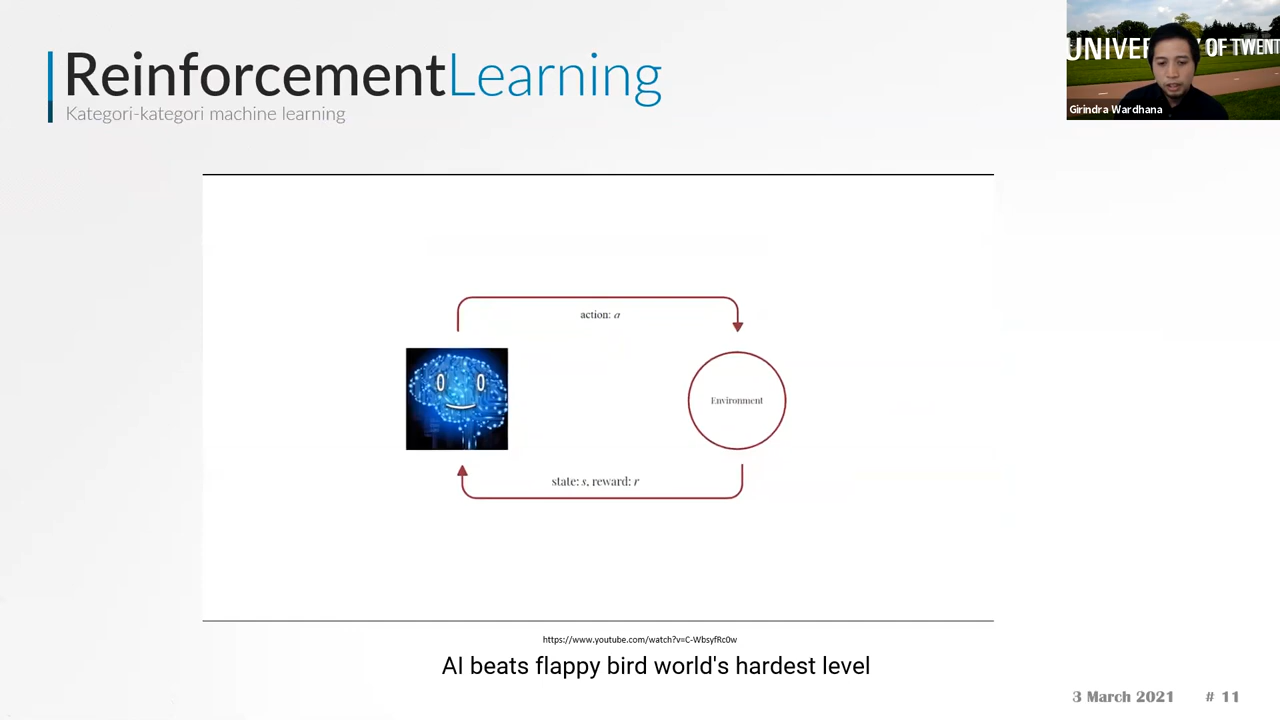 ReinforcementLearning
Kategori-kategori machine learning
UNIVER Y OF TWENT
Girindra Wardhana
action: a
Environment
state: s, reward: r
https://www.youtube.com/watch?v=C-WbsyfRc0w
AI beats flappy bird world's hardest level
3 March 2021 # 11